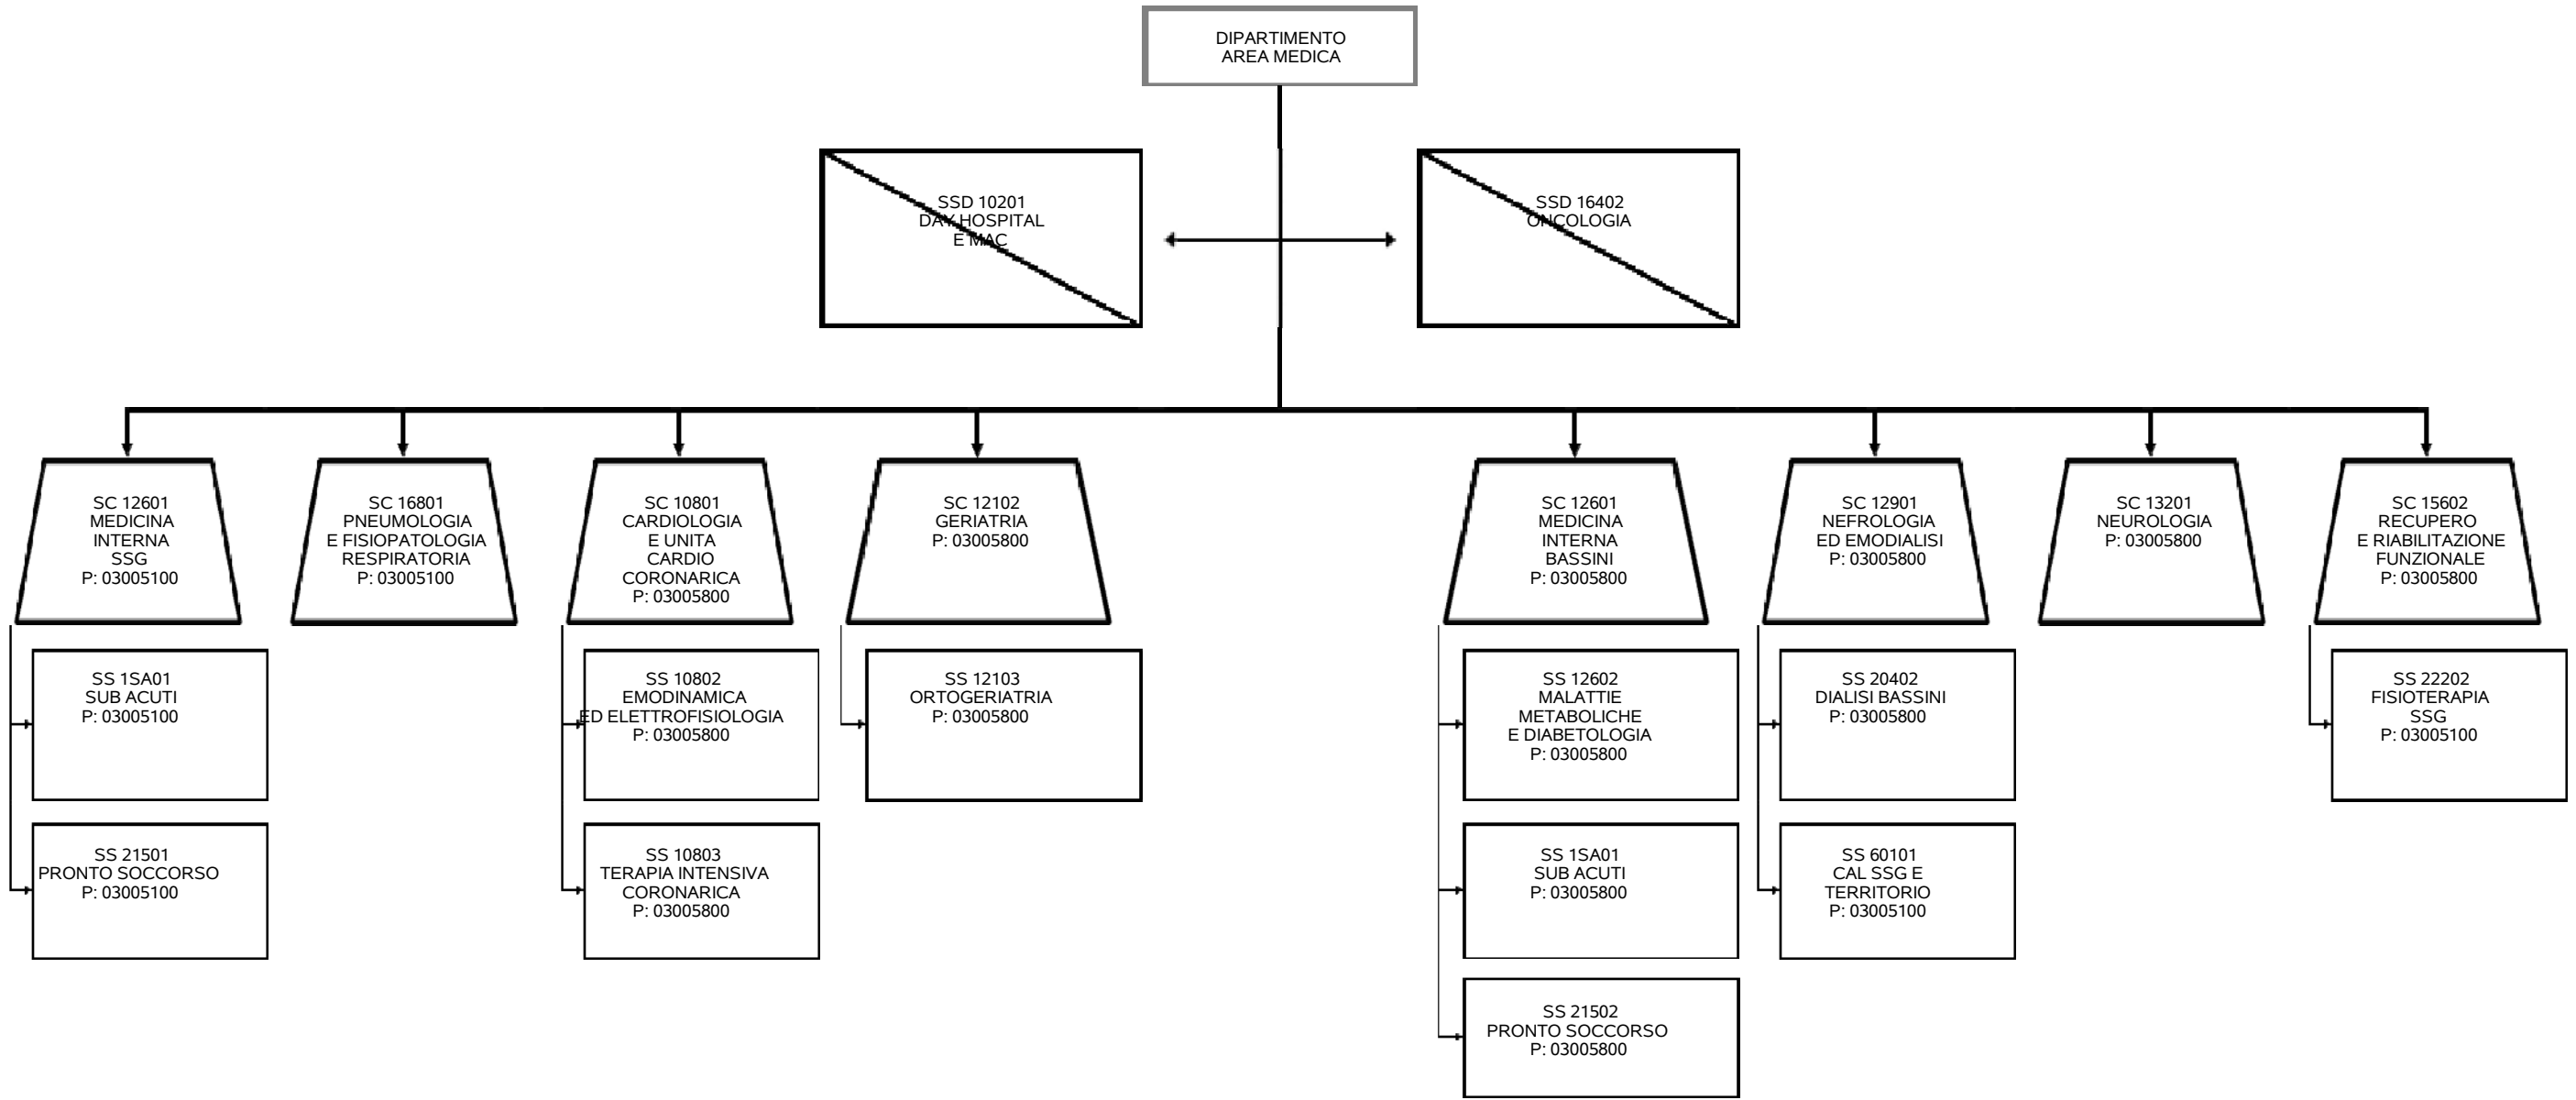 DIPARTIMENTO
AREA MEDICA
SSD 10201
DAY HOSPITAL
E MAC
SSD 16402
ONCOLOGIA
SC 12601
MEDICINA
INTERNA
SSG
P: 03005100
SC 16801
PNEUMOLOGIA
E FISIOPATOLOGIA
RESPIRATORIA
P: 03005100
SC 10801
CARDIOLOGIA
E UNITA
CARDIO
CORONARICA
P: 03005800
SC 12102
GERIATRIA
P: 03005800
SC 12601
MEDICINA
INTERNA
BASSINI
P: 03005800
SC 12901
NEFROLOGIA
ED EMODIALISI
P: 03005800
SC 13201
NEUROLOGIA
P: 03005800
SC 15602
RECUPERO
E RIABILITAZIONE
FUNZIONALE
P: 03005800
SS 1SA01
SUB ACUTI
P: 03005100
SS 10802
EMODINAMICA
ED ELETTROFISIOLOGIA
P: 03005800
SS 12103
ORTOGERIATRIA
P: 03005800
SS 12602
MALATTIE
METABOLICHE
E DIABETOLOGIA
P: 03005800
SS 20402
DIALISI BASSINI
P: 03005800
SS 22202
FISIOTERAPIA
SSG
P: 03005100
SS 21501
PRONTO SOCCORSO
P: 03005100
SS 10803
TERAPIA INTENSIVA
CORONARICA
P: 03005800
SS 1SA01
SUB ACUTI
P: 03005800
SS 60101
CAL SSG E
TERRITORIO
P: 03005100
SS 21502
PRONTO SOCCORSO
P: 03005800